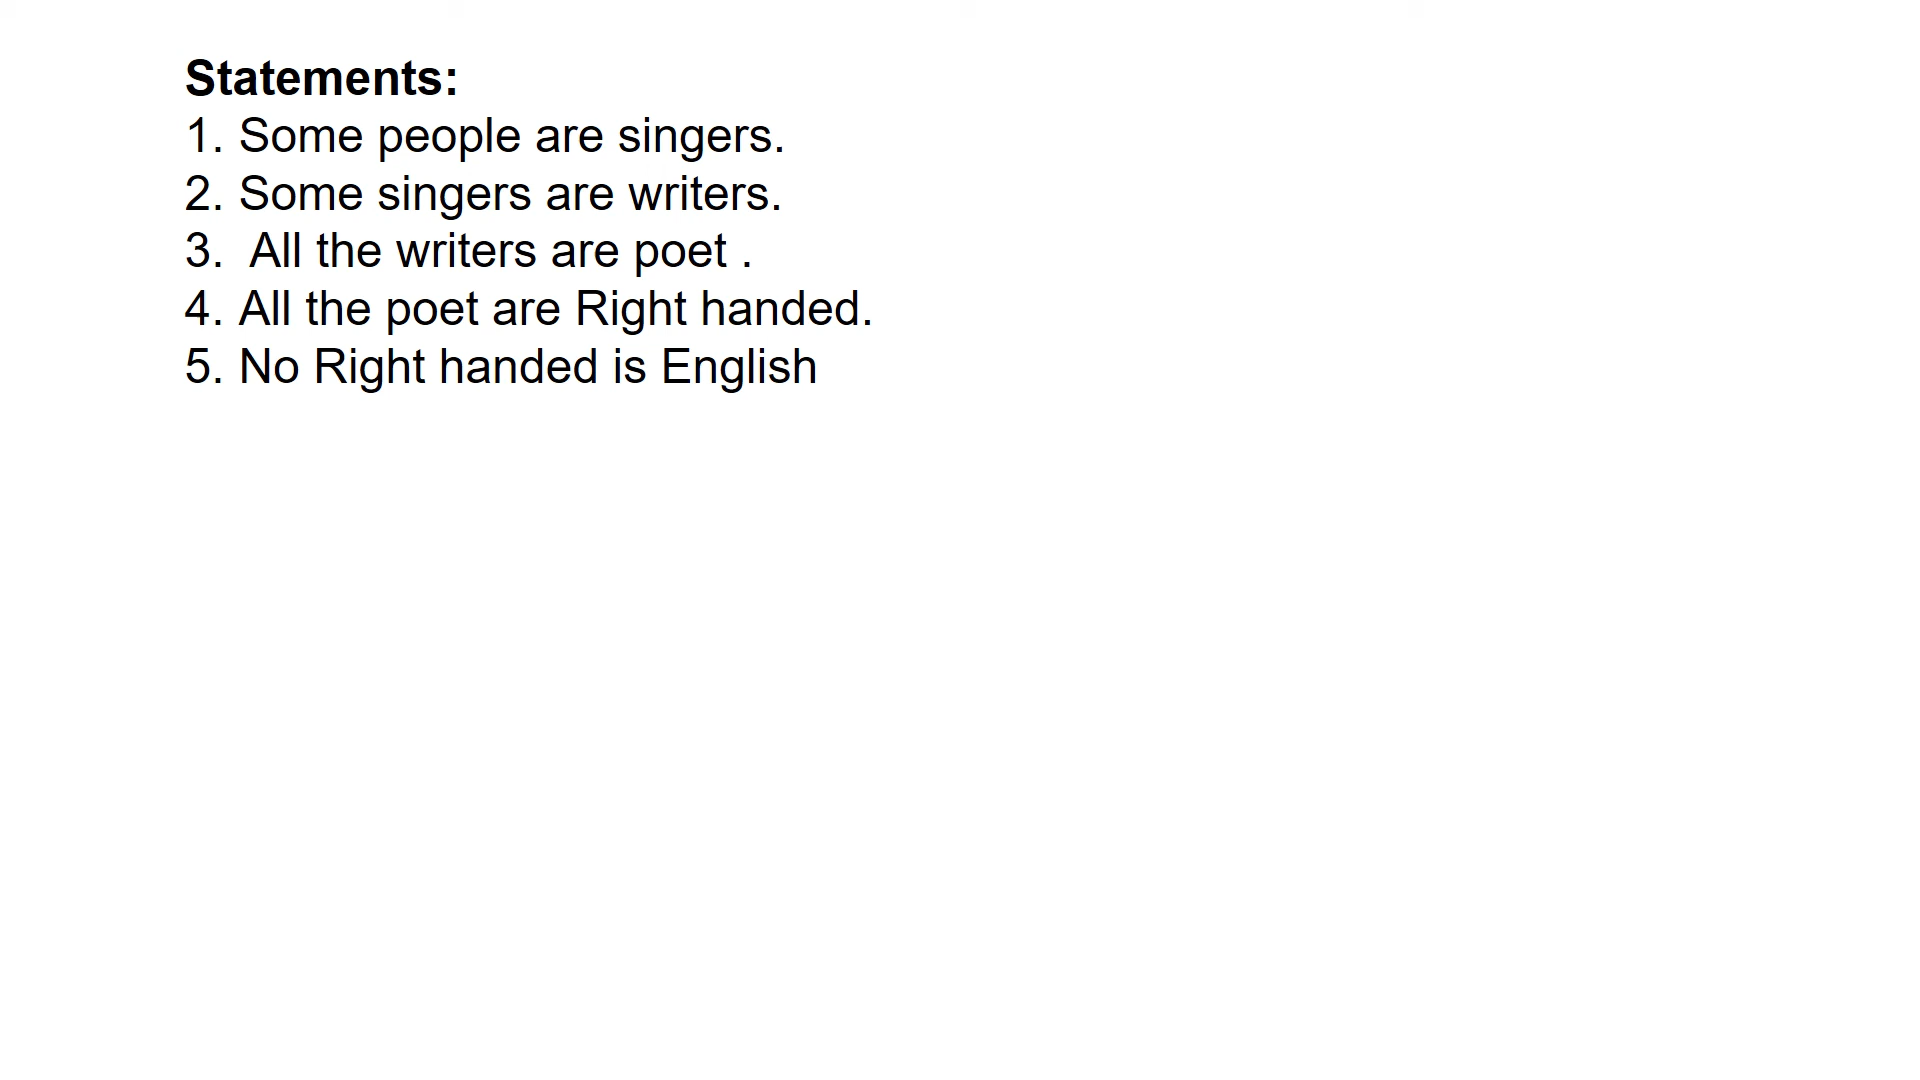 Statements:
1. Some people are singers.
2. Some singers are writers.
3.  All the writers are poet .
4. All the poet are Right handed.
5. No Right handed is English